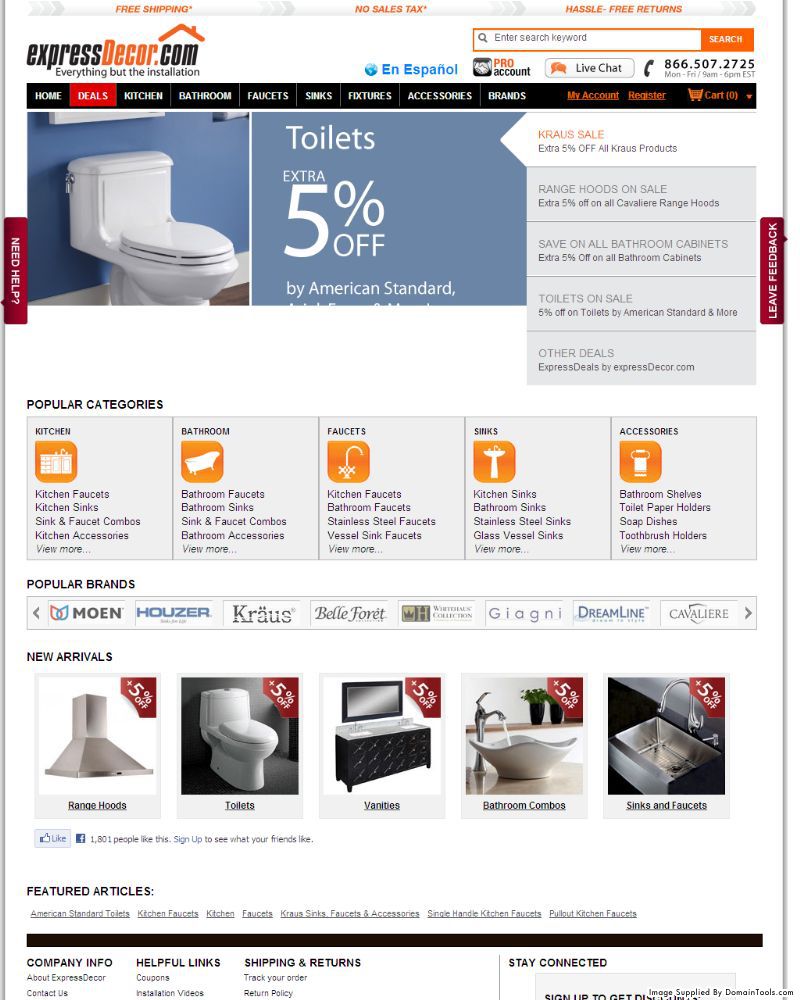 FREE SHIPPING*
NO SALES TAX*
HASSLE- FREE RETURNS
expressDecor.com
Everything but the installation
Enter search keyword
SEARCH
En Español
PRO account
Live Chat
866.507.2725
Mon - Fri / 9am - 6pm EST
HOME DEALS KITCHEN BATHROOM FAUCETS SINKS FIXTURES ACCESSORIES BRANDS
My Account Register Cart (0)
Toilets
EXTRA
5% OFF
by American Standard,
KRAUS SALE
Extra 5% OFF All Kraus Products
RANGE HOODS ON SALE
Extra 5% off on all Cavaliere Range Hoods
SAVE ON ALL BATHROOM CABINETS
Extra 5% Off on all Bathroom Cabinets
TOILETS ON SALE
5% off on Toilets by American Standard & More
OTHER DEALS
ExpressDeals by expressDecor.com
NEED HELP?
LEAVE FEEDBACK
POPULAR CATEGORIES
KITCHEN
Kitchen Faucets
Kitchen Sinks
Sink & Faucet Combos
Kitchen Accessories
View more...
BATHROOM
Bathroom Faucets
Bathroom Sinks
Sink & Faucet Combos
Bathroom Accessories
View more...
FAUCETS
Kitchen Faucets
Bathroom Faucets
Stainless Steel Faucets
Vessel Sink Faucets
View more...
SINKS
Kitchen Sinks
Bathroom Sinks
Stainless Steel Sinks
Glass Vessel Sinks
View more...
ACCESSORIES
Bathroom Shelves
Toilet Paper Holders
Soap Dishes
Toothbrush Holders
View more...
POPULAR BRANDS
MOEN
HOUZER
Sinks for Life
Kräus
Belle Forét
WHITEHAUS COLLECTION
Giagni
DREAMLINE
dream in style
CAVALIERE
NEW ARRIVALS
+5% OFF
+5% OFF
+5% OFF
+5% OFF
+5% OFF
Range Hoods
Toilets
Vanities
Bathroom Combos
Sinks and Faucets
Like
1,801 people like this. Sign Up to see what your friends like.
FEATURED ARTICLES:
American Standard Toilets Kitchen Faucets Kitchen Faucets Kraus Sinks, Faucets & Accessories Single Handle Kitchen Faucets Pullout Kitchen Faucets
COMPANY INFO
About ExpressDecor
Contact Us
HELPFUL LINKS
Coupons
Installation Videos
SHIPPING & RETURNS
Track your order
Return Policy
STAY CONNECTED
SIGN UP TO GET DISCOUNTS
Image Supplied By DomainTools.com